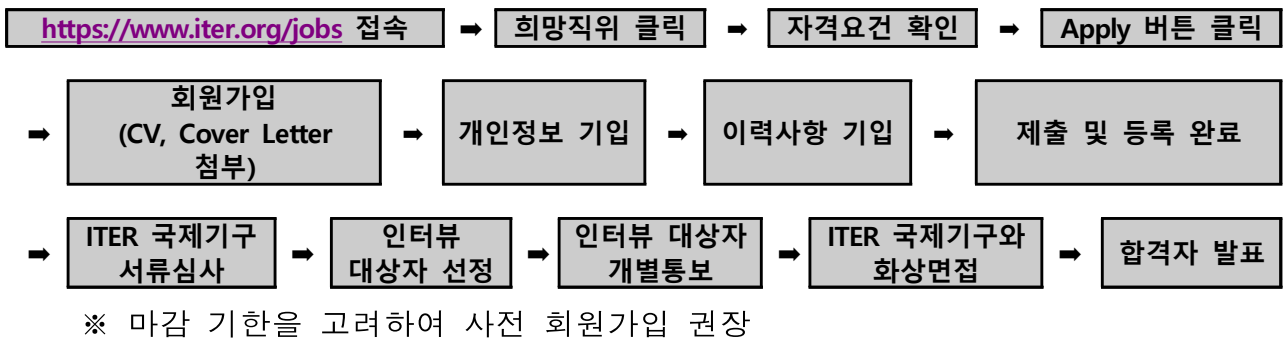 https://www.iter.org/jobs 접속 ➡ 희망직위 클릭 ➡ 자격요건 확인 ➡ Apply 버튼 클릭
➡ 회원가입
(CV, Cover Letter
첨부) ➡ 개인정보 기입 ➡ 이력사항 기입 ➡ 제출 및 등록 완료
➡ ITER 국제기구
서류심사 ➡ 인터뷰
대상자 선정 ➡ 인터뷰 대상자
개별통보 ➡ ITER 국제기구와
화상면접 ➡ 합격자 발표
※ 마감 기한을 고려하여 사전 회원가입 권장